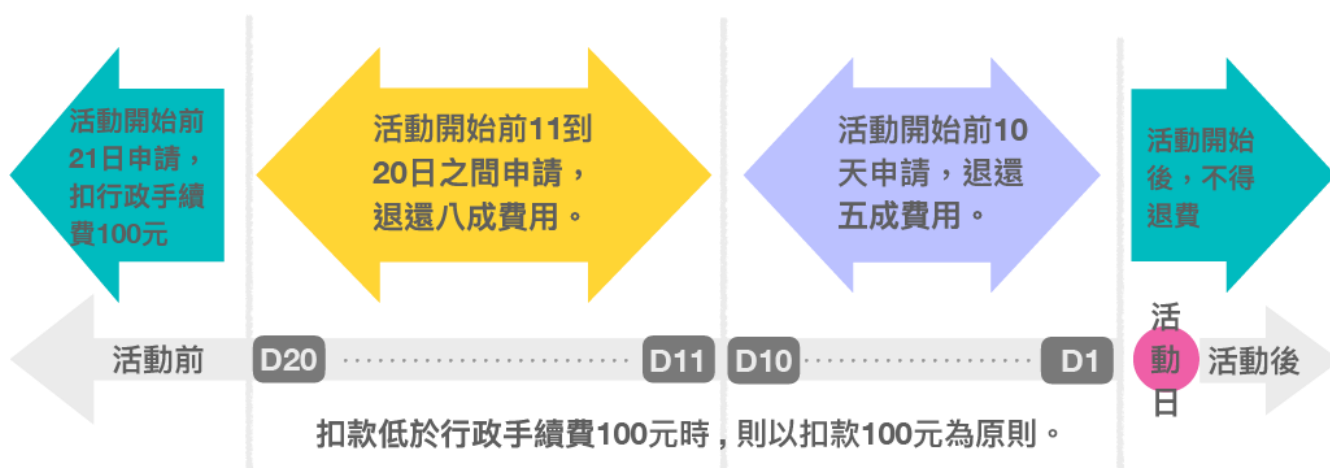 活動開始前
21日申請，
扣行政手續
費100元
活動開始前11到
20日之間申請，
退還八成費用。
活動開始前10
天申請，退還
五成費用。
活動開始
後，不得
退費
活動前
D20
D11
D10
D1
活
動
日
活動後
扣款低於行政手續費100元時 , 則以扣款100元為原則。